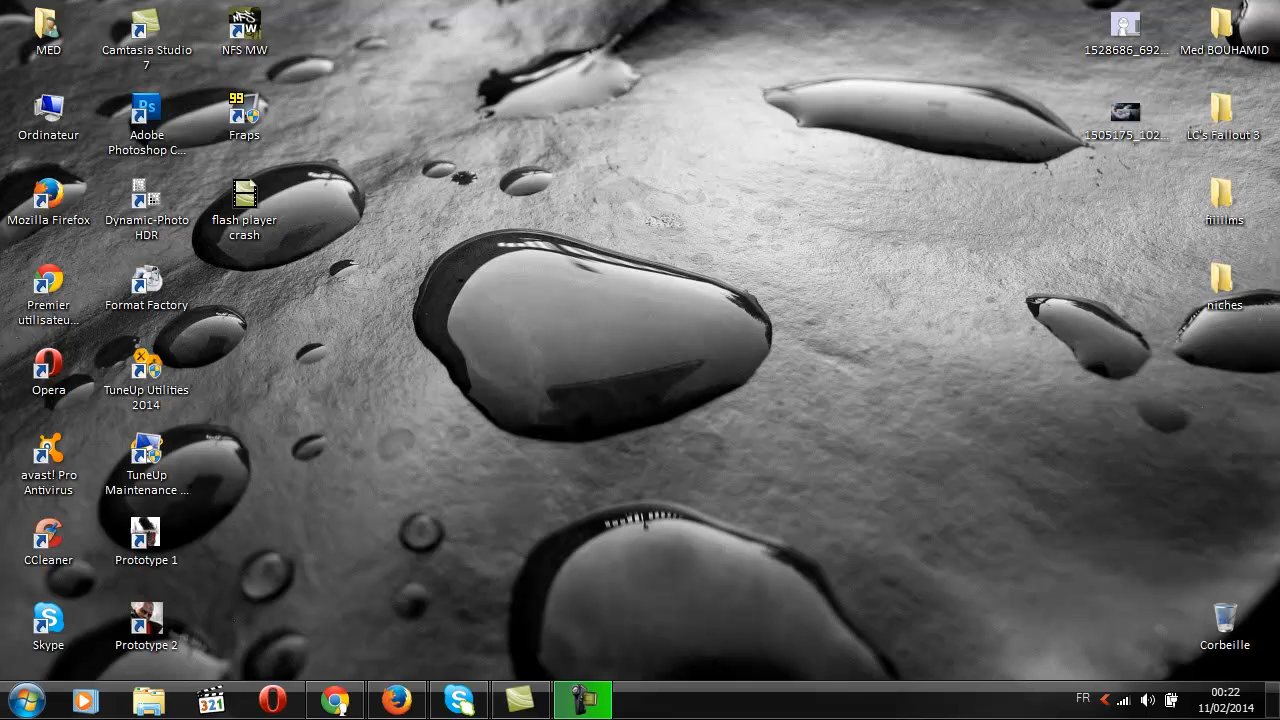 MED
Camtasia Studio
7
NFS MW
1528686_692...
Med BOUHAMID
Ordinateur
Adobe
Photoshop C...
99
Fraps
1505175_102...
LC's Fallout 3
Mozilla Firefox
Dynamic-Photo
HDR
flash player
crash
fiiiilms
Premier
utilisateu...
Format Factory
niches
Opera
TuneUp Utilities
2014
avast! Pro
Antivirus
TuneUp
Maintenance ...
CCleaner
Prototype 1
Skype
Prototype 2
Corbeille
321
FR
00:22
11/02/2014